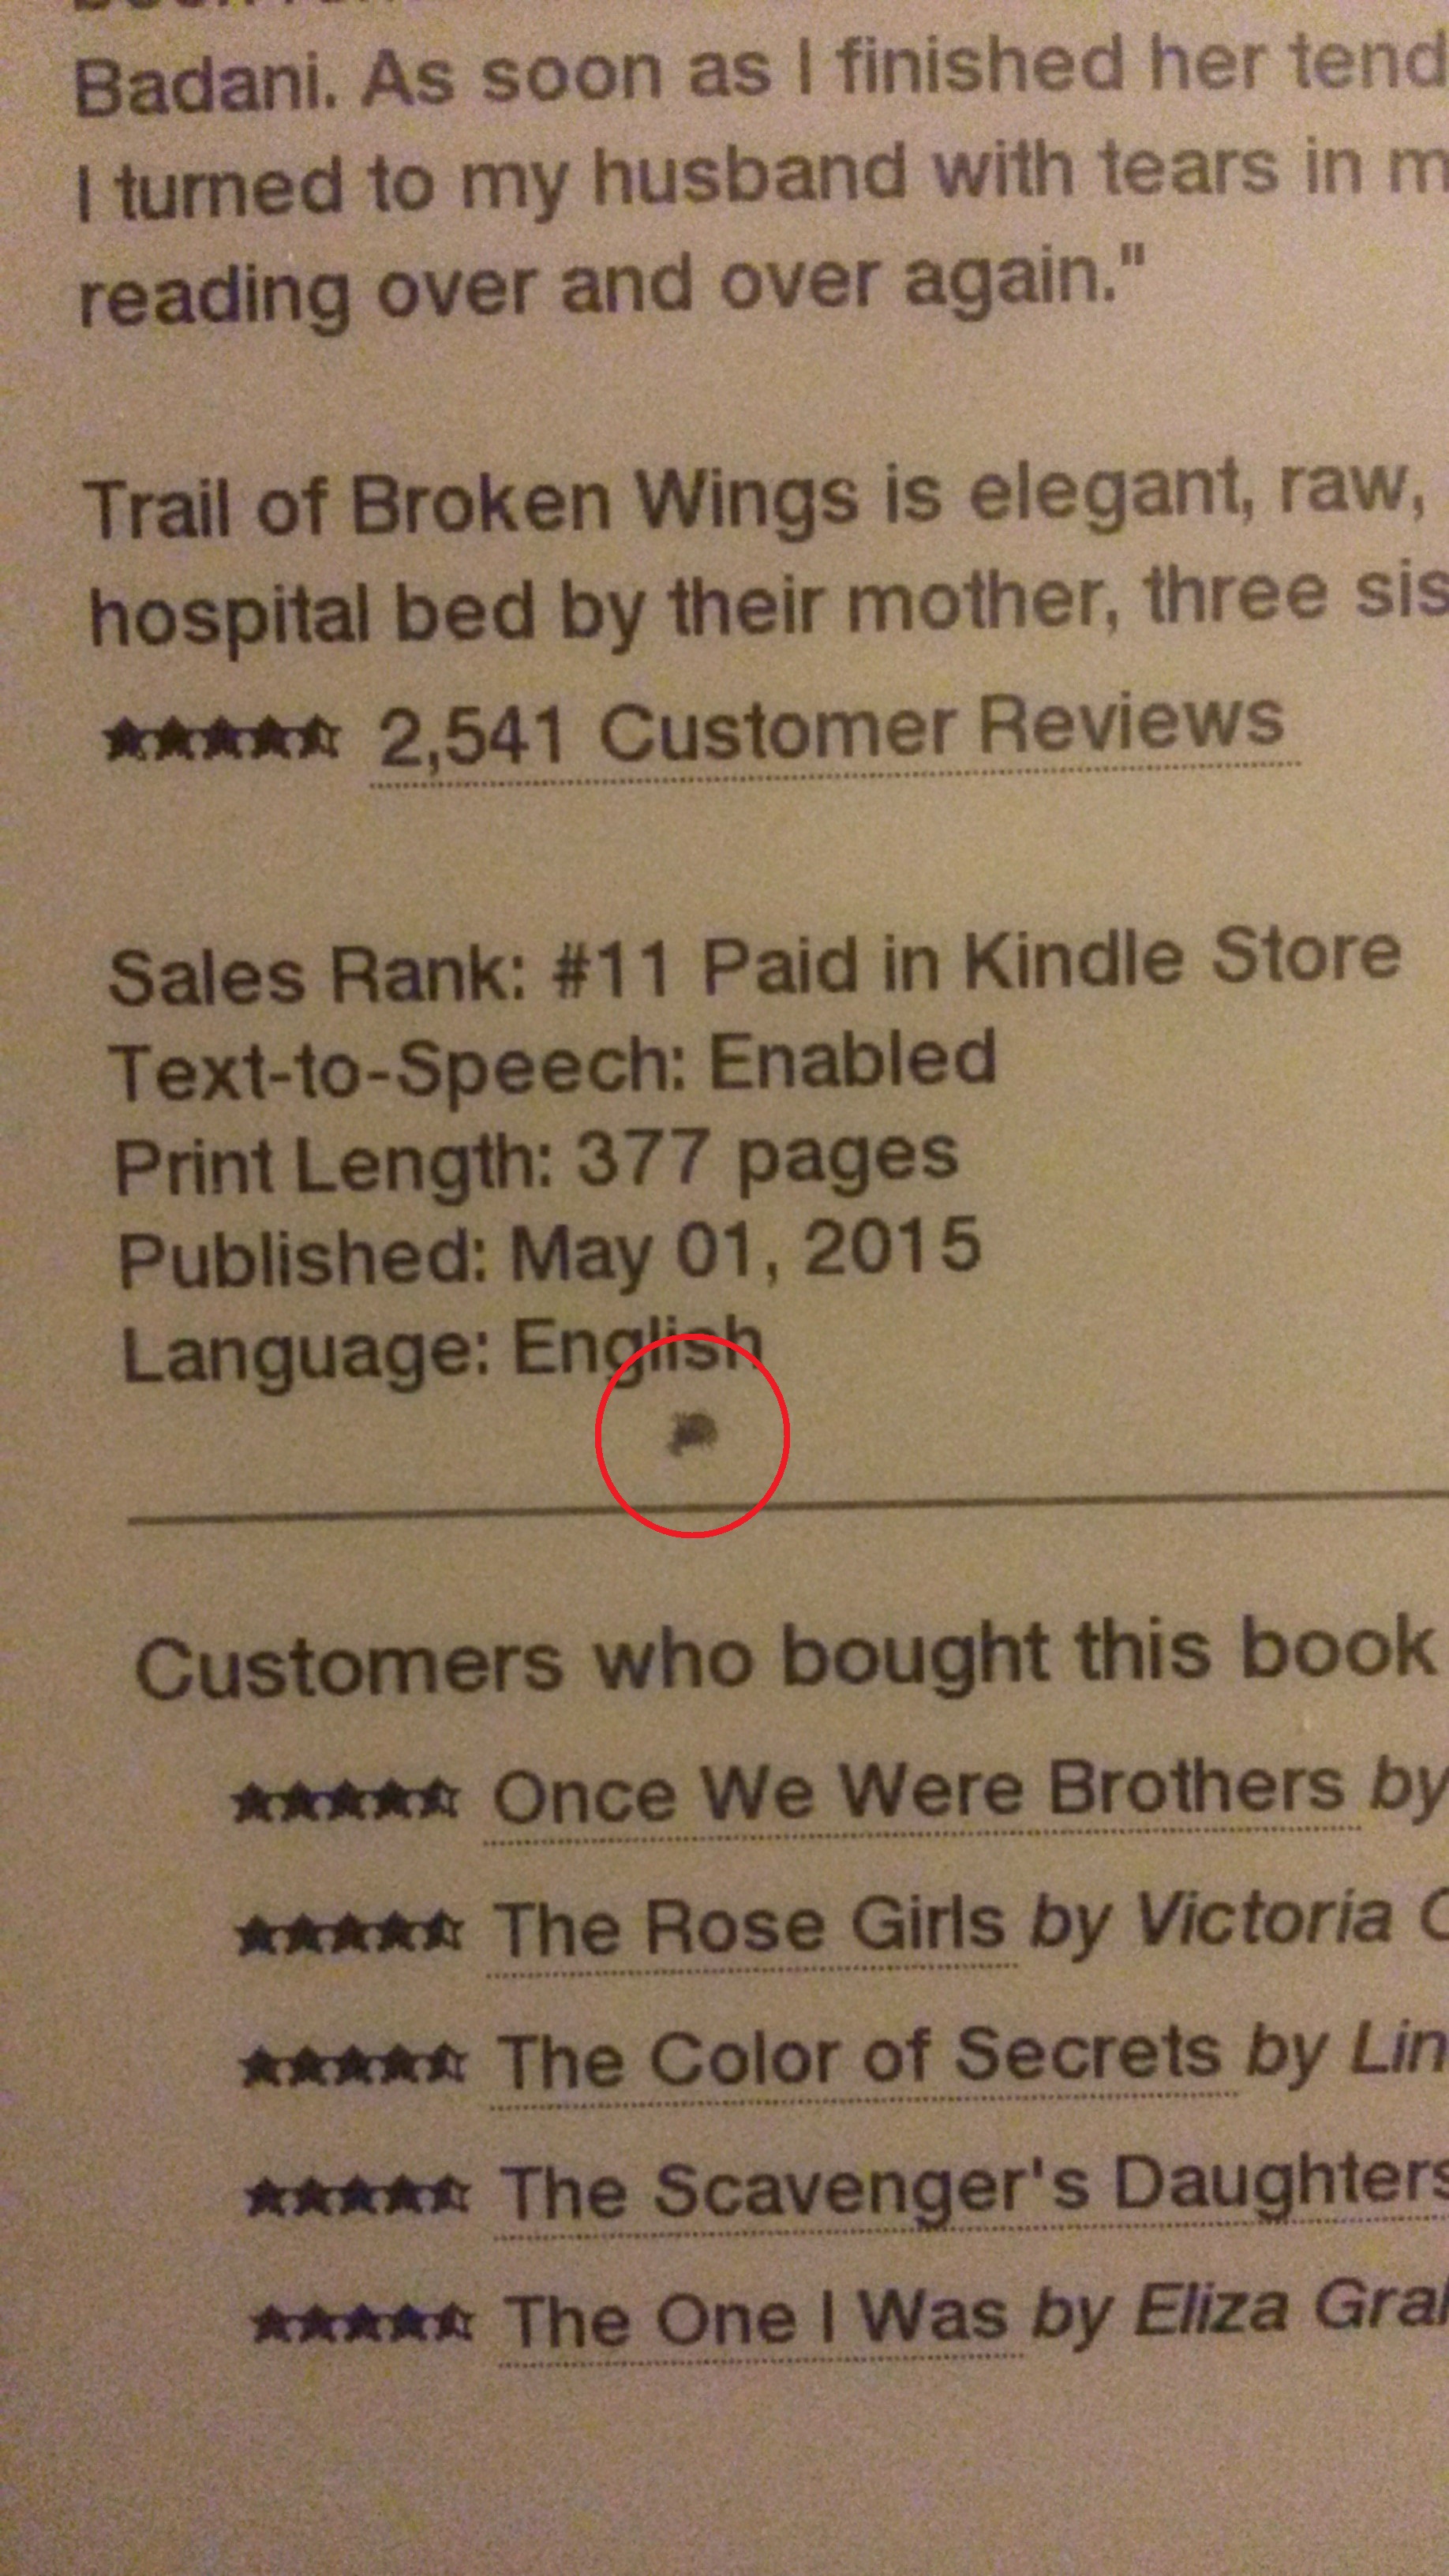 Badani. As soon as I finished her tend
I turned to my husband with tears in m
reading over and over again."
Trail of Broken Wings is elegant, raw,
hospital bed by their mother, three sis
★★★★⯪ 2,541 Customer Reviews
Sales Rank: #11 Paid in Kindle Store
Text-to-Speech: Enabled
Print Length: 377 pages
Published: May 01, 2015
Language: English
Customers who bought this book
Once We Were Brothers by
The Rose Girls by Victoria
The Color of Secrets by Lin
The Scavenger's Daughters
The One I Was by Eliza Gra